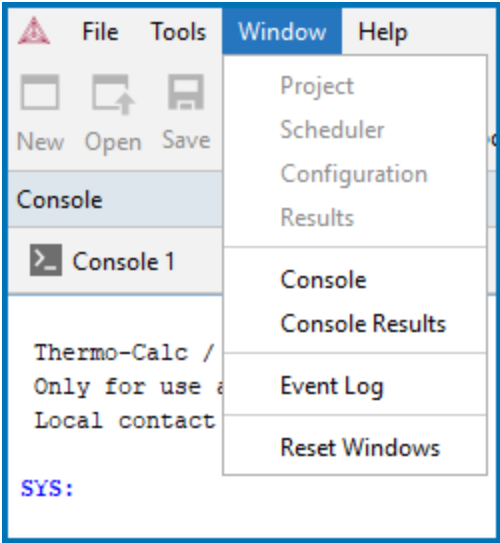 File Tools Window Help
New Open Save
Project
Scheduler
Configuration
Results
Console
Console Results
Event Log
Reset Windows
Console
Console 1
Thermo-Calc /
Only for use
Local contact
SYS: